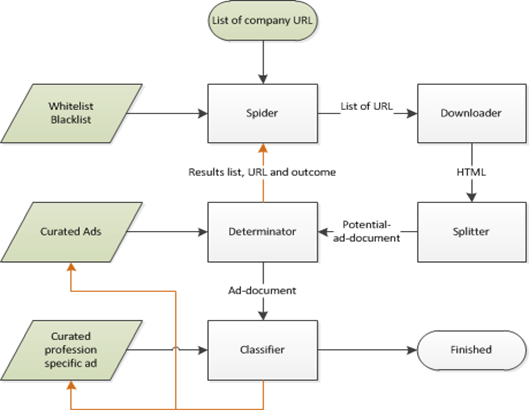 List of company URL
Whitelist
Blacklist
Spider
List of URL
Downloader
Results list, URL and outcome
HTML
Curated Ads
Determinator
Potential-
ad-document
Splitter
Ad-document
Curated
profession
specific ad
Classifier
Finished